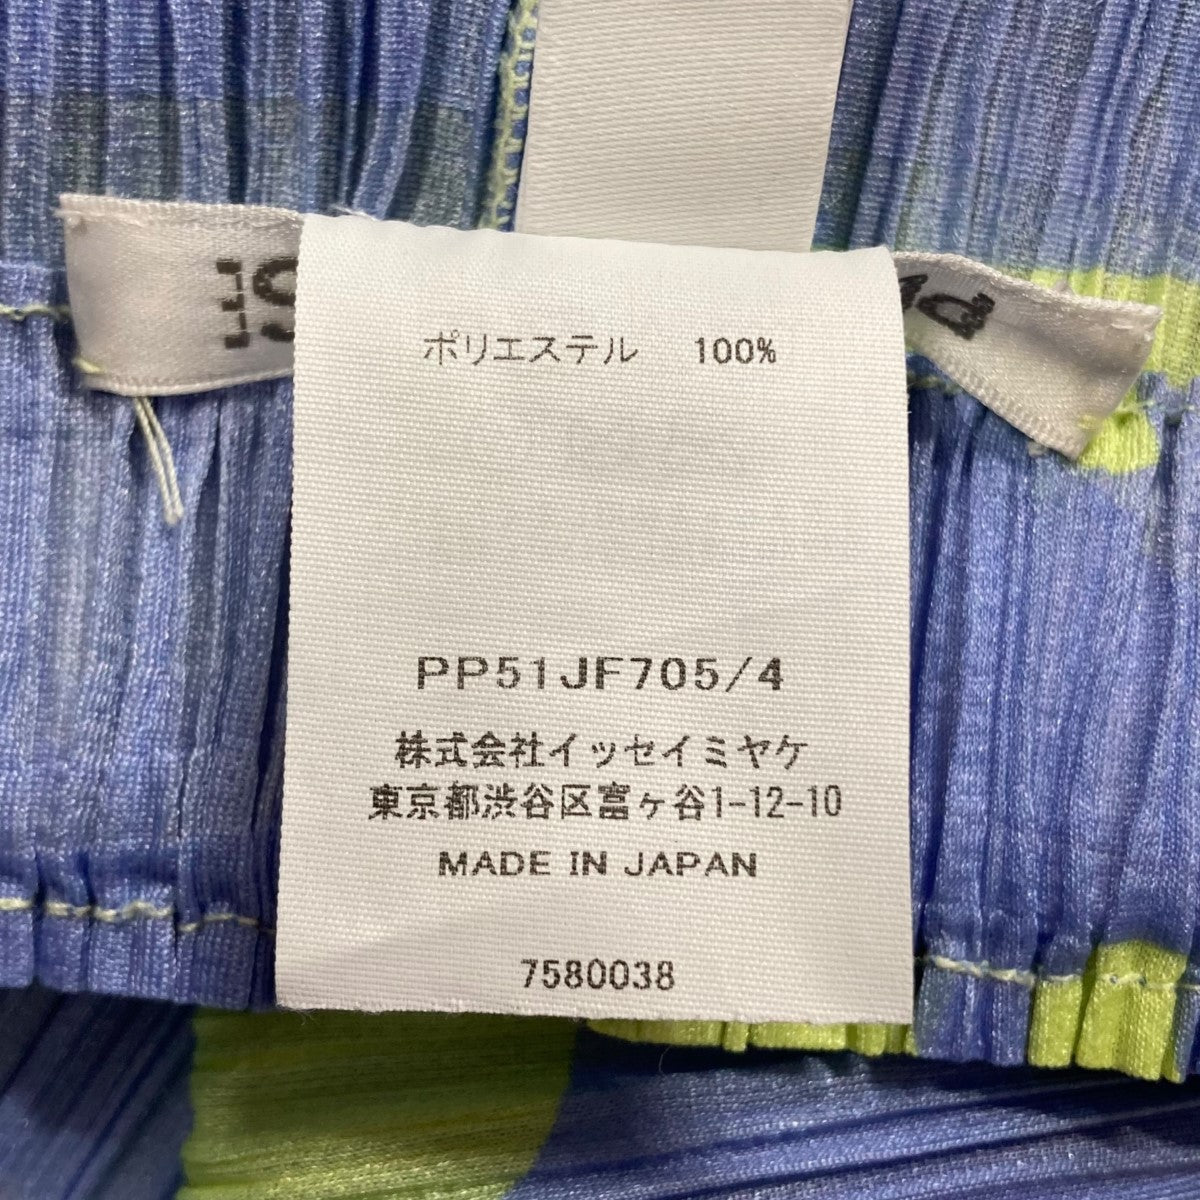 ポリエステル 100%
PP51JF705/4
株式会社イッセイミヤケ
東京都渋谷区富ヶ谷1-12-10
MADE IN JAPAN
7580038